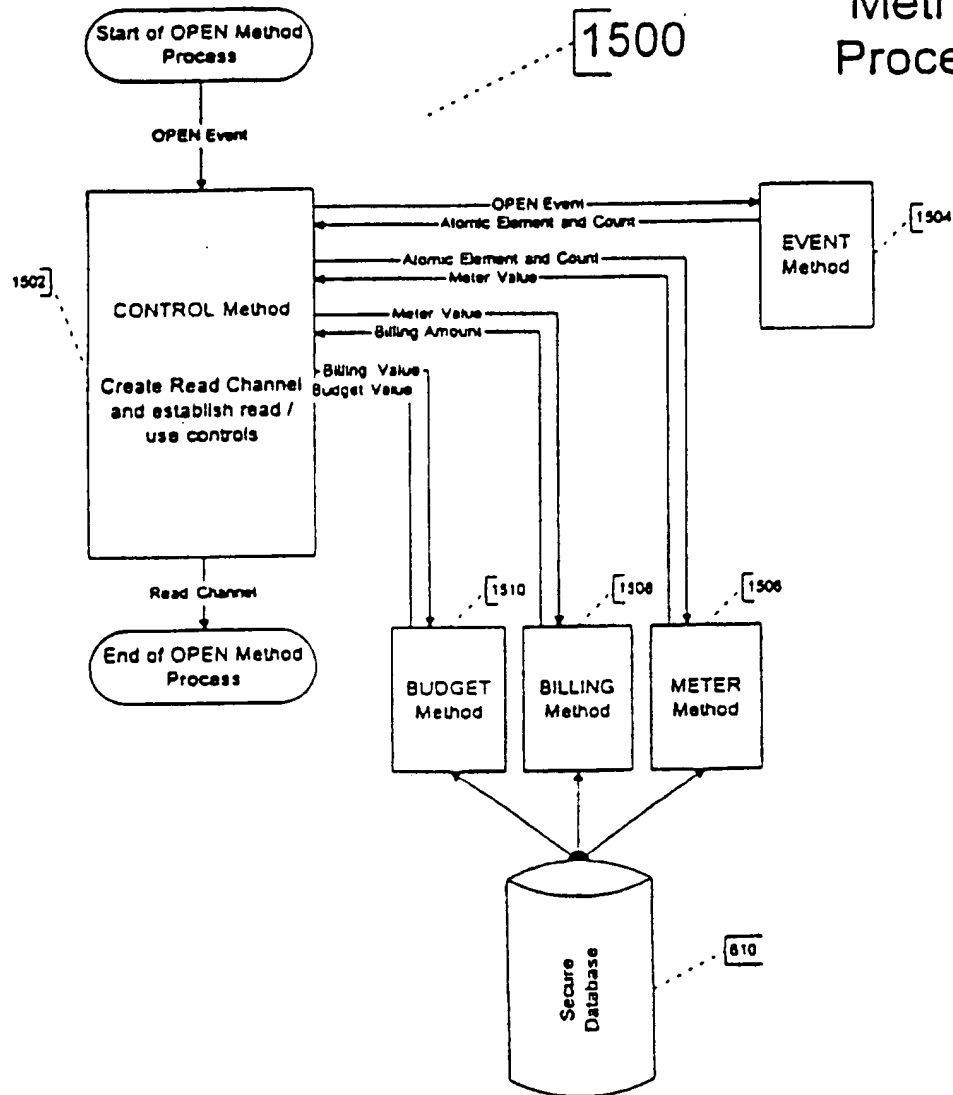 Start of OPEN Method
Process
1500
OPEN Event
OPEN Event
Atomic Element and Count
EVENT
Method
1504
Atomic Element and Count
Meter Value
1502
CONTROL Method
Meter Value
Billing Amount
Create Read Channel
and establish read /
use controls
Billing Value
Budget Value
Read Channel
1510
1508
1506
End of OPEN Method
Process
BUDGET
Method
BILLING
Method
METER
Method
Secure
Database
610